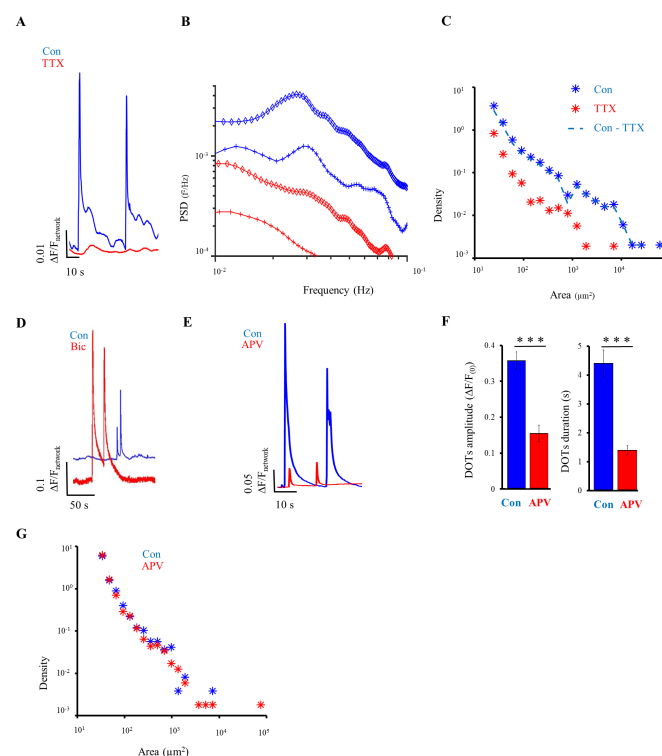 A
Con
TTX
0.01
ΔF/Fnetwork
10 s
B
PSD (f²/Hz)
10-3
10-4
10-2
10-1
Frequency (Hz)
C
Con
TTX
Con - TTX
Density
101
100
10-1
10-2
10-3
101
102
103
104
Area (µm²)
D
Con
Bic
0.1
ΔF/Fnetwork
50 s
E
Con
APV
0.05
ΔF/Fnetwork
10 s
F
***
DOTs amplitude (ΔF/F(0))
0.4
0.3
0.2
0.1
0
Con APV
***
DOTs duration (s)
5
4
3
2
1
0
Con APV
G
Con
APV
Density
101
100
10-1
10-2
10-3
101
102
103
104
105
Area (µm²)